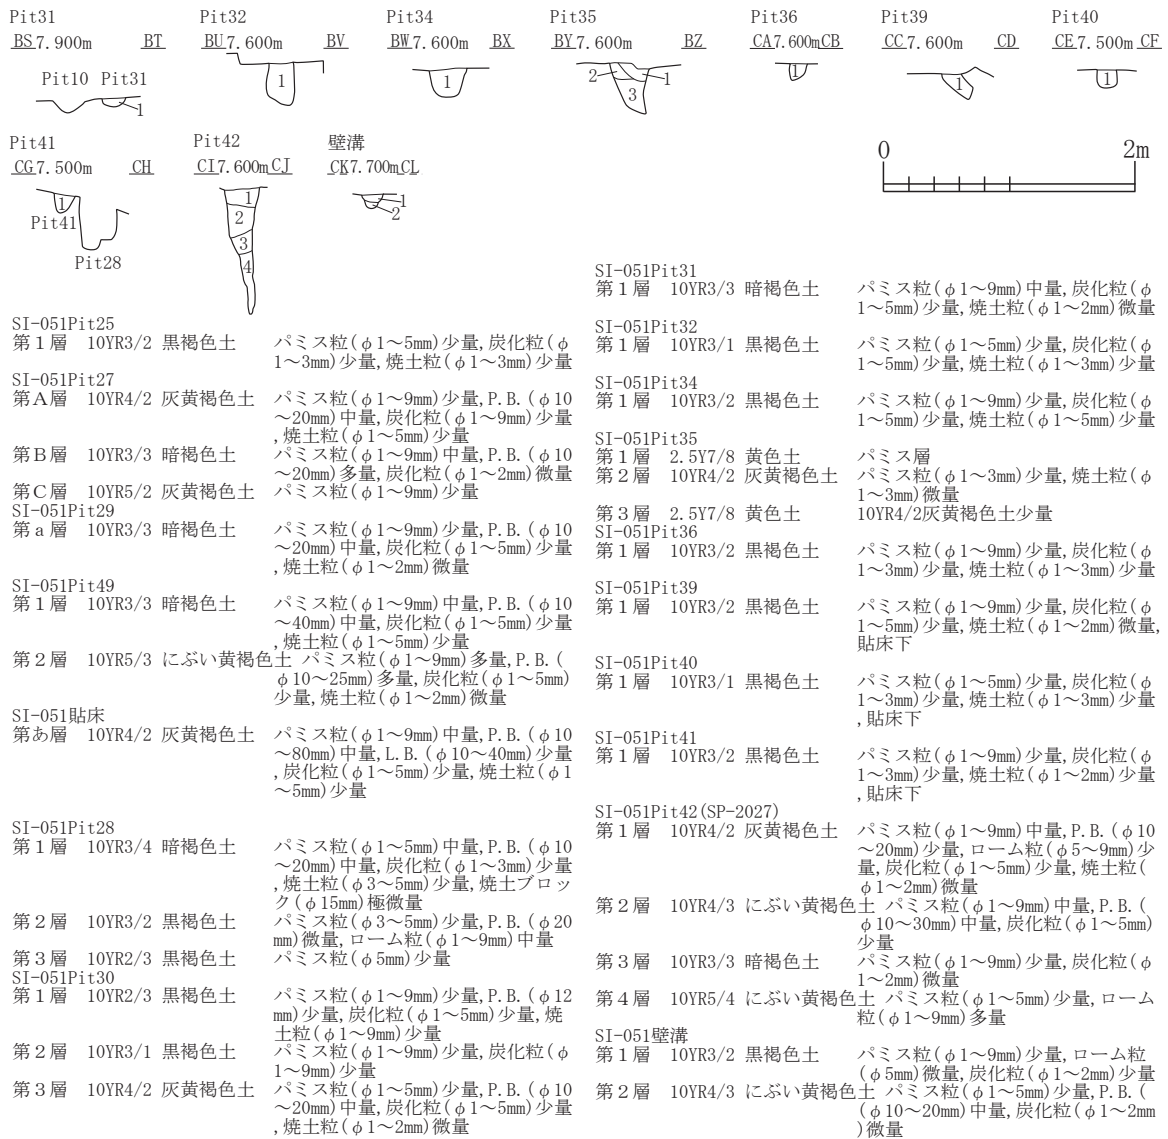 Pit31 Pit32 Pit34 Pit35 Pit36 Pit39 Pit40
BS 7.900m BT BU 7.600m BV BW 7.600m BX BY 7.600m BZ CA 7.600m CB CC 7.600m CD CE 7.500m CF
Pit10 Pit31
1
1
1
2 1
3
1
1
1
Pit41 Pit42 壁溝
CG 7.500m CH CI 7.600m CJ CK 7.700m CL
0 2m
1
Pit41
Pit28
1
2
3
4
1
2
SI-051Pit25
第1層 10YR3/2 黒褐色土 パミス粒(φ1～5mm)少量,炭化粒(φ
1～3mm)少量,焼土粒(φ1～3mm)少量
SI-051Pit27
第A層 10YR4/2 灰黄褐色土 パミス粒(φ1～9mm)少量,P.B.(φ10
～20mm)中量,炭化粒(φ1～9mm)少量
,焼土粒(φ1～5mm)少量
第B層 10YR3/3 暗褐色土 パミス粒(φ1～9mm)中量,P.B.(φ10
～20mm)多量,炭化粒(φ1～2mm)微量
第C層 10YR5/2 灰黄褐色土 パミス粒(φ1～9mm)少量
SI-051Pit29
第a層 10YR3/3 暗褐色土 パミス粒(φ1～9mm)少量,P.B.(φ10
～20mm)中量,炭化粒(φ1～5mm)少量
,焼土粒(φ1～2mm)微量
SI-051Pit49
第1層 10YR3/3 暗褐色土 パミス粒(φ1～9mm)中量,P.B.(φ10
～40mm)中量,炭化粒(φ1～5mm)少量
,焼土粒(φ1～5mm)少量
第2層 10YR5/3 にぶい黄褐色土 パミス粒(φ1～9mm)多量,P.B.(
φ10～25mm)多量,炭化粒(φ1～5mm)
少量,焼土粒(φ1～2mm)微量
SI-051貼床
第あ層 10YR4/2 灰黄褐色土 パミス粒(φ1～9mm)中量,P.B.(φ10
～80mm)中量,L.B.(φ10～40mm)少量
,炭化粒(φ1～5mm)少量,焼土粒(φ1
～5mm)少量
SI-051Pit28
第1層 10YR3/4 暗褐色土 パミス粒(φ1～5mm)中量,P.B.(φ10
～20mm)中量,炭化粒(φ1～3mm)少量
,焼土粒(φ3～5mm)少量,焼土ブロッ
ク(φ15mm)極微量
第2層 10YR3/2 黒褐色土 パミス粒(φ3～5mm)少量,P.B.(φ20
mm)微量,ローム粒(φ1～9mm)中量
第3層 10YR2/3 黒褐色土 パミス粒(φ5mm)少量
SI-051Pit30
第1層 10YR2/3 黒褐色土 パミス粒(φ1～9mm)少量,P.B.(φ12
mm)少量,炭化粒(φ1～5mm)少量,焼
土粒(φ1～9mm)少量
第2層 10YR3/1 黒褐色土 パミス粒(φ1～9mm)少量,炭化粒(φ
1～9mm)少量
第3層 10YR4/2 灰黄褐色土 パミス粒(φ1～5mm)少量,P.B.(φ10
～20mm)中量,炭化粒(φ1～5mm)少量
,焼土粒(φ1～2mm)微量
SI-051Pit31
第1層 10YR3/3 暗褐色土 パミス粒(φ1～9mm)中量,炭化粒(φ
1～5mm)少量,焼土粒(φ1～2mm)微量
SI-051Pit32
第1層 10YR3/1 黒褐色土 パミス粒(φ1～5mm)少量,炭化粒(φ
1～5mm)少量,焼土粒(φ1～3mm)少量
SI-051Pit34
第1層 10YR3/2 黒褐色土 パミス粒(φ1～9mm)少量,炭化粒(φ
1～5mm)少量,焼土粒(φ1～5mm)少量
SI-051Pit35
第1層 2.5Y7/8 黄色土 パミス層
第2層 10YR4/2 灰黄褐色土 パミス粒(φ1～3mm)少量,焼土粒(φ
1～3mm)微量
第3層 2.5Y7/8 黄色土 10YR4/2灰黄褐色土少量
SI-051Pit36
第1層 10YR3/2 黒褐色土 パミス粒(φ1～9mm)少量,炭化粒(φ
1～3mm)少量,焼土粒(φ1～3mm)少量
SI-051Pit39
第1層 10YR3/2 黒褐色土 パミス粒(φ1～9mm)少量,炭化粒(φ
1～5mm)少量,焼土粒(φ1～2mm)微量,
貼床下
SI-051Pit40
第1層 10YR3/1 黒褐色土 パミス粒(φ1～5mm)少量,炭化粒(φ
1～3mm)少量,焼土粒(φ1～3mm)少量
,貼床下
SI-051Pit41
第1層 10YR3/2 黒褐色土 パミス粒(φ1～9mm)少量,炭化粒(φ
1～3mm)少量,焼土粒(φ1～2mm)少量
,貼床下
SI-051Pit42(SP-2027)
第1層 10YR4/2 灰黄褐色土 パミス粒(φ1～9mm)中量,P.B.(φ10
～20mm)少量,ローム粒(φ5～9mm)少
量,炭化粒(φ1～5mm)少量,焼土粒(
φ1～2mm)微量
第2層 10YR4/3 にぶい黄褐色土 パミス粒(φ1～9mm)中量,P.B.(
φ10～30mm)中量,炭化粒(φ1～5mm)
少量
第3層 10YR3/3 暗褐色土 パミス粒(φ1～9mm)少量,炭化粒(φ
1～2mm)微量
第4層 10YR5/4 にぶい黄褐色土 パミス粒(φ1～5mm)少量,ローム
粒(φ1～9mm)多量
SI-051壁溝
第1層 10YR3/2 黒褐色土 パミス粒(φ1～9mm)少量,ローム粒
(φ5mm)微量,炭化粒(φ1～2mm)少量
第2層 10YR4/3 にぶい黄褐色土 パミス粒(φ1～5mm)少量,P.B.(
(φ10～20mm)中量,炭化粒(φ1～2mm
)微量